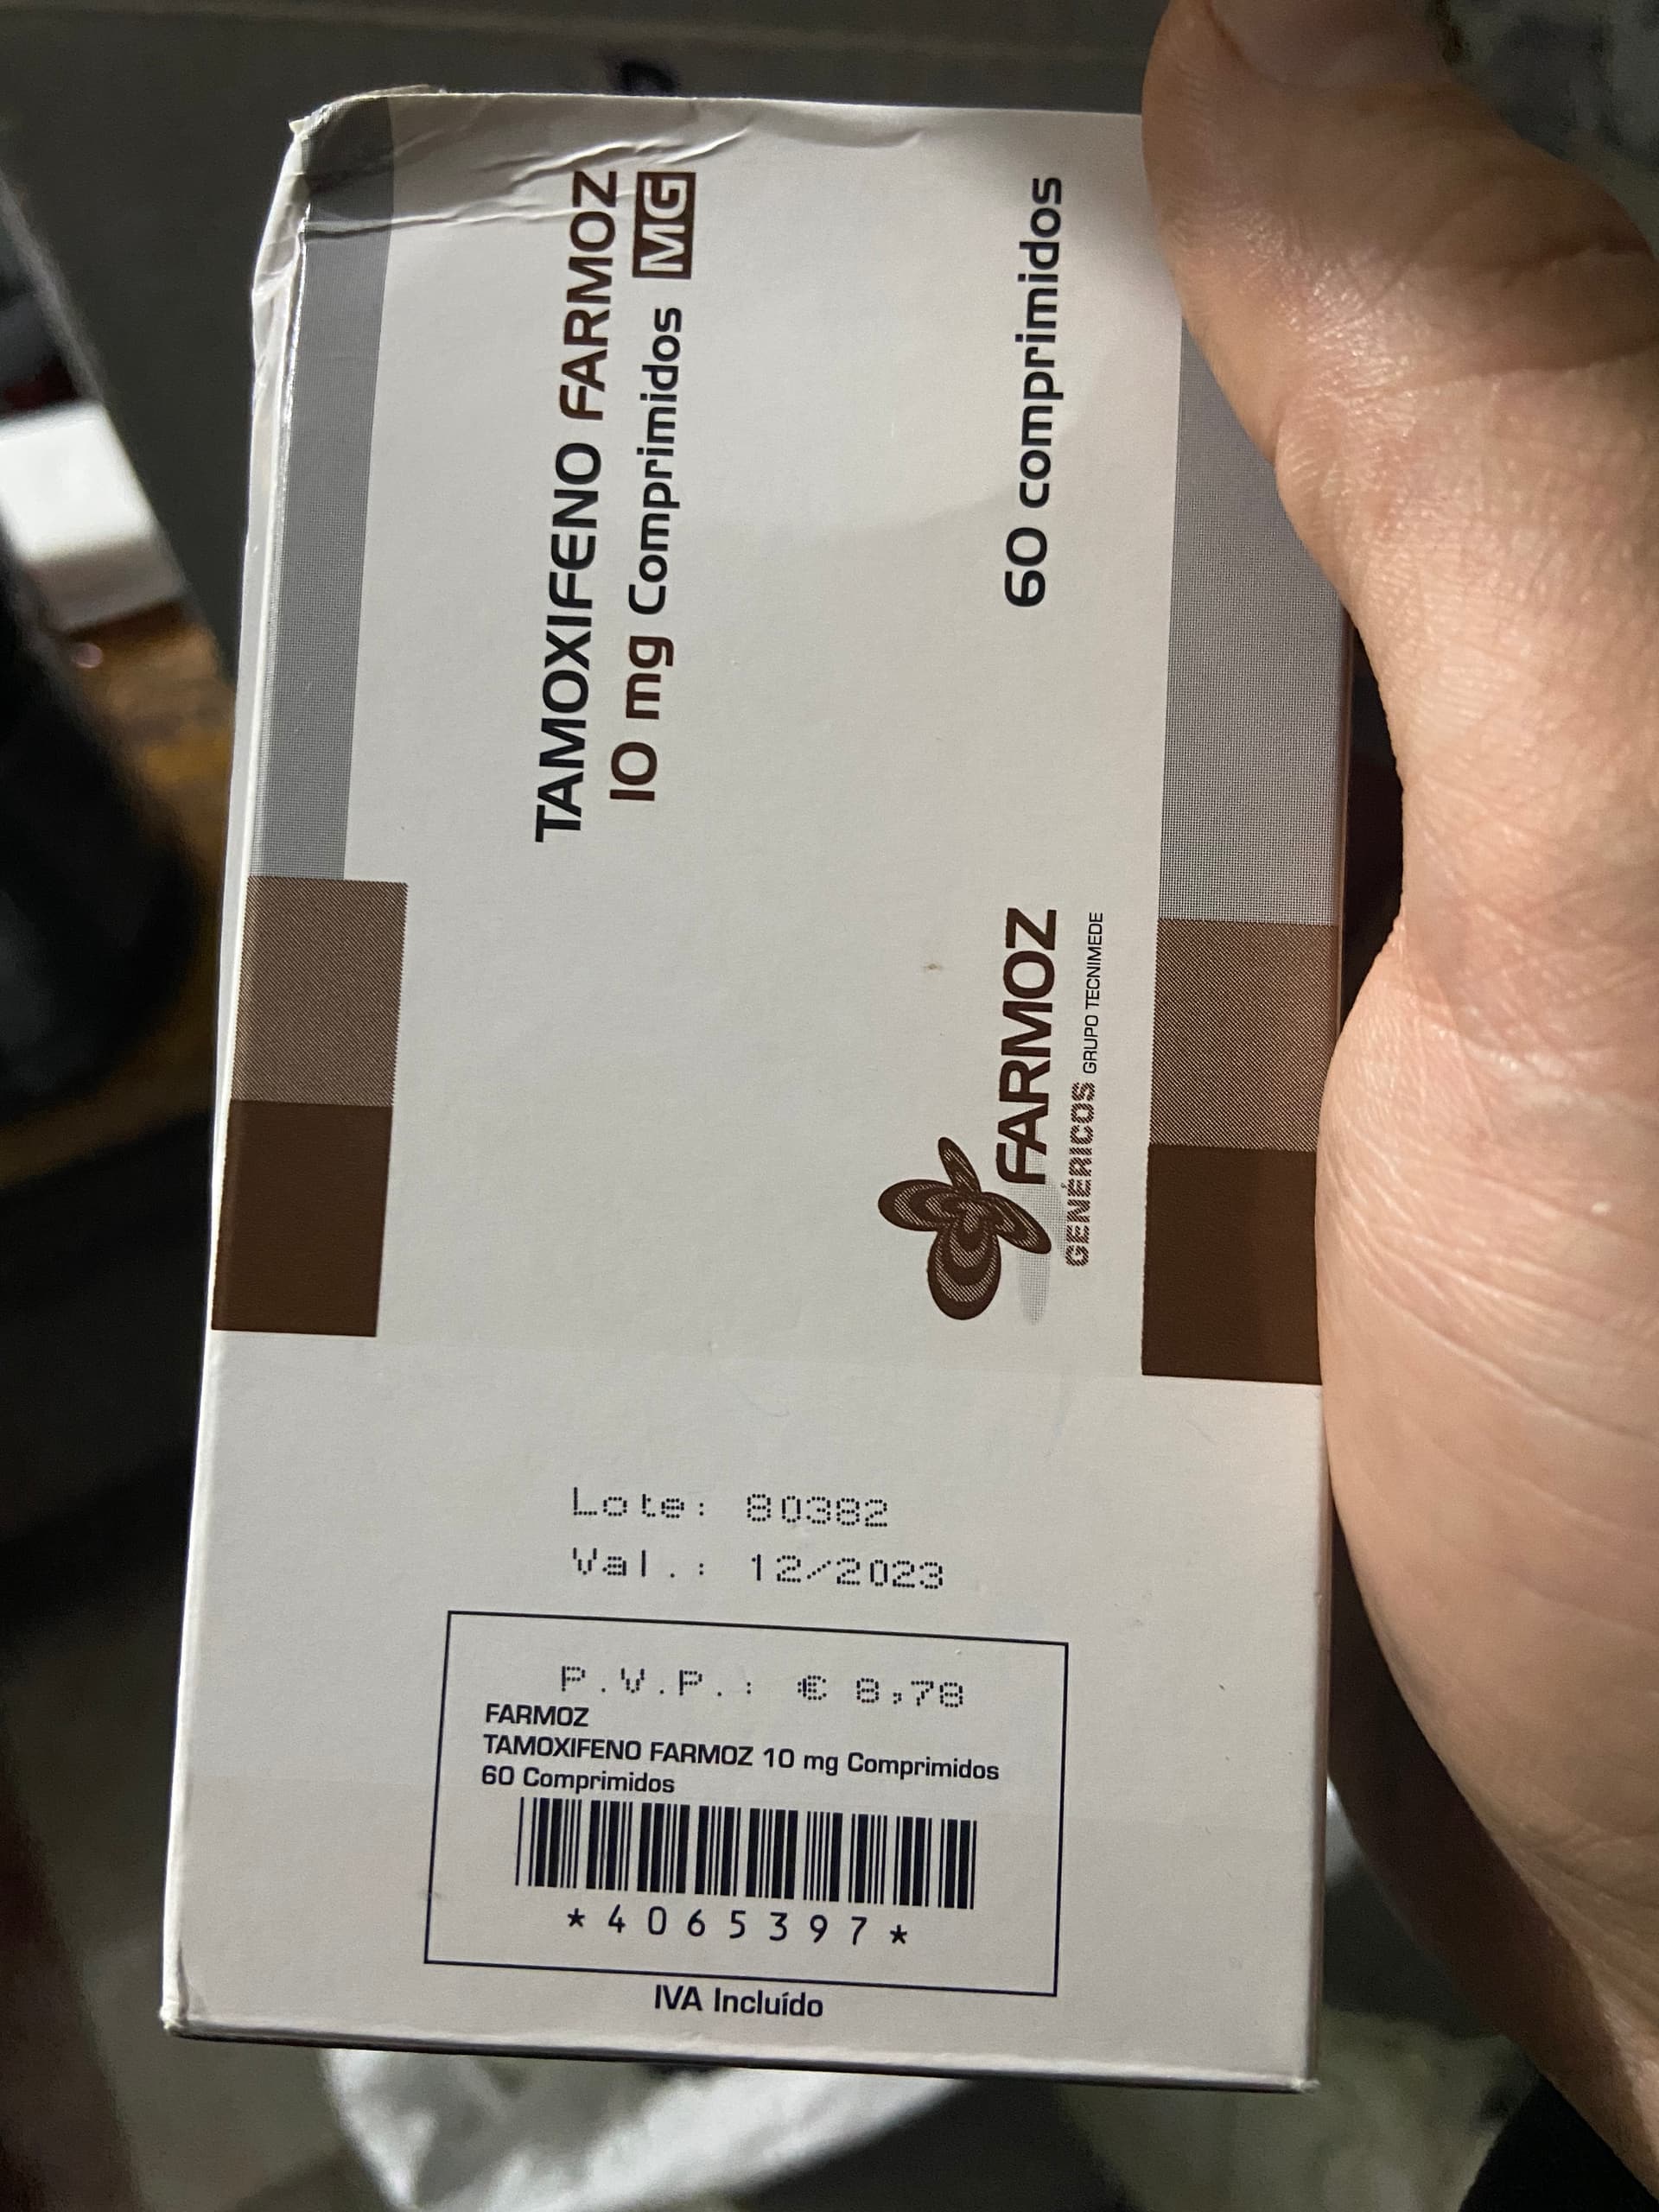 TAMOXIFENO FARMOZ
10 mg Comprimidos MG
60 comprimidos
FARMOZ
GENÉRICOS GRUPO TECNIMEDE
Lote: 80382
Val.: 12/2023
P.V.P.: € 8,78
FARMOZ
TAMOXIFENO FARMOZ 10 mg Comprimidos
60 Comprimidos
*4065397*
IVA Incluído